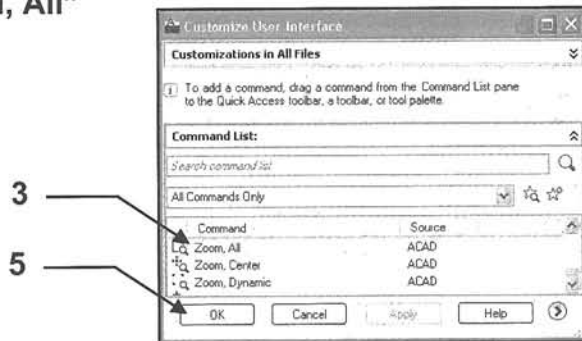 , All"
Customize User Interface
Customizations in All Files
To add a command, drag a command from the Command List pane
to the Quick Access toolbar, a toolbar, or tool palette.
Command List:
Search command list
All Commands Only
Command Source
3
Zoom, All ACAD
Zoom, Center ACAD
Zoom, Dynamic ACAD
5
OK Cancel Apply Help